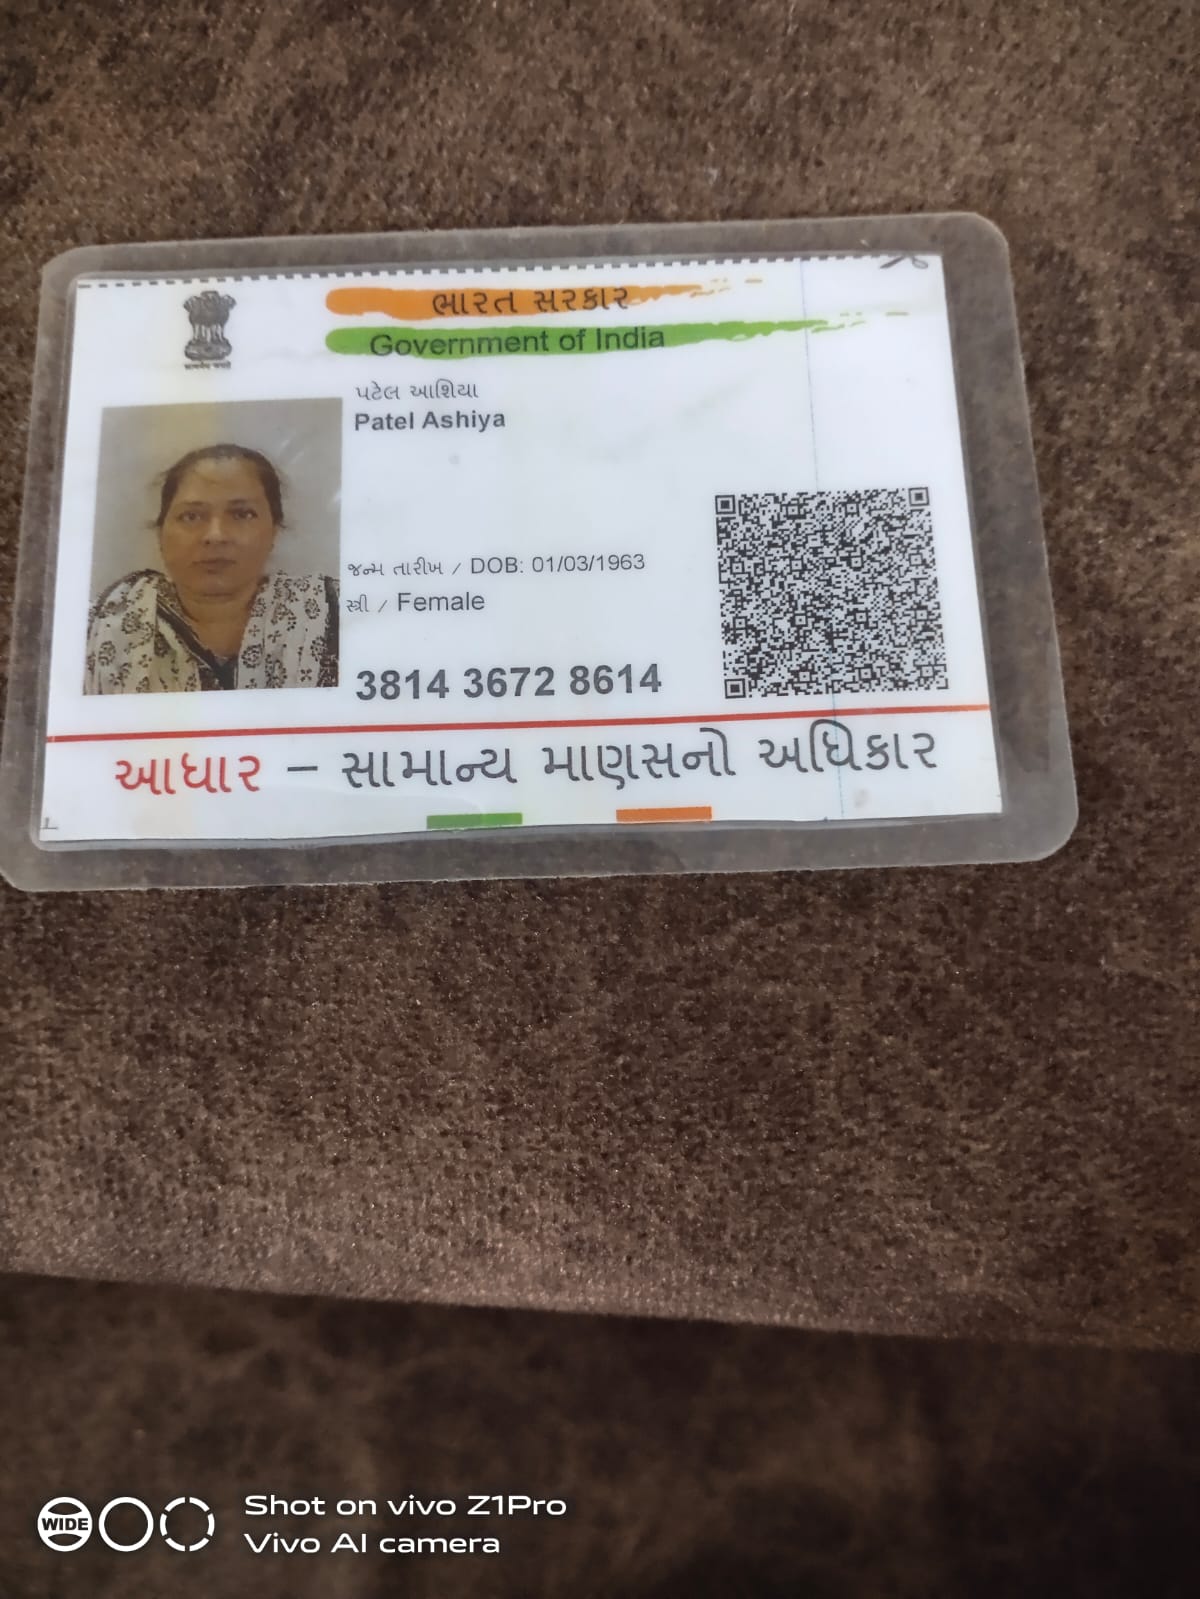 ભારત સરકાર
Government of India
પટેલ આશિયા
Patel Ashiya
જન્મ તારીખ / DOB: 01/03/1963
સ્ત્રી / Female
3814 3672 8614
આધાર – સામાન્ય માણસનો અધિકાર
WIDE
Shot on vivo Z1Pro
Vivo AI camera